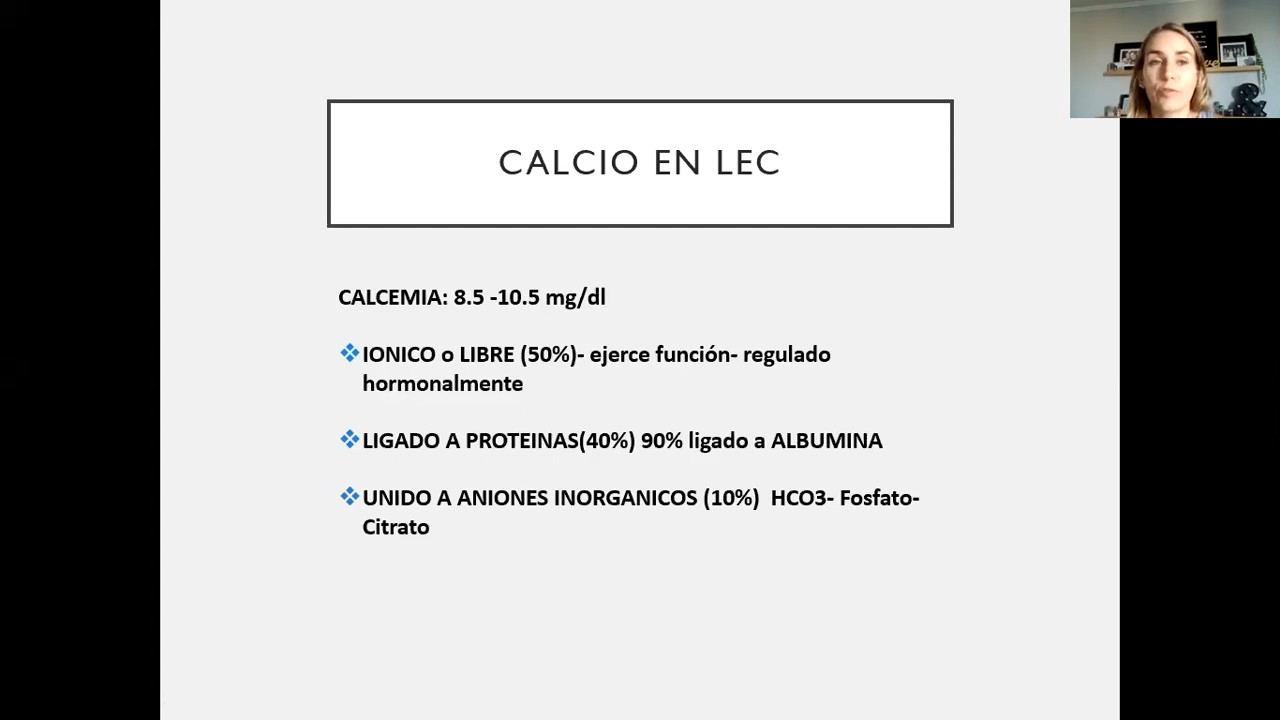 CALCIO EN LEC
CALCEMIA: 8.5 -10.5 mg/dl
IONICO o LIBRE (50%)- ejerce función- regulado
hormonalmente
LIGADO A PROTEINAS(40%) 90% ligado a ALBUMINA
UNIDO A ANIONES INORGANICOS (10%) HCO3- Fosfato-
Citrato